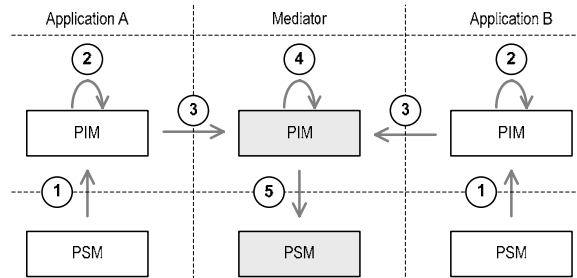 Application A Mediator Application B
2 4 2
3 3
PIM PIM PIM
1 5 1
PSM PSM PSM